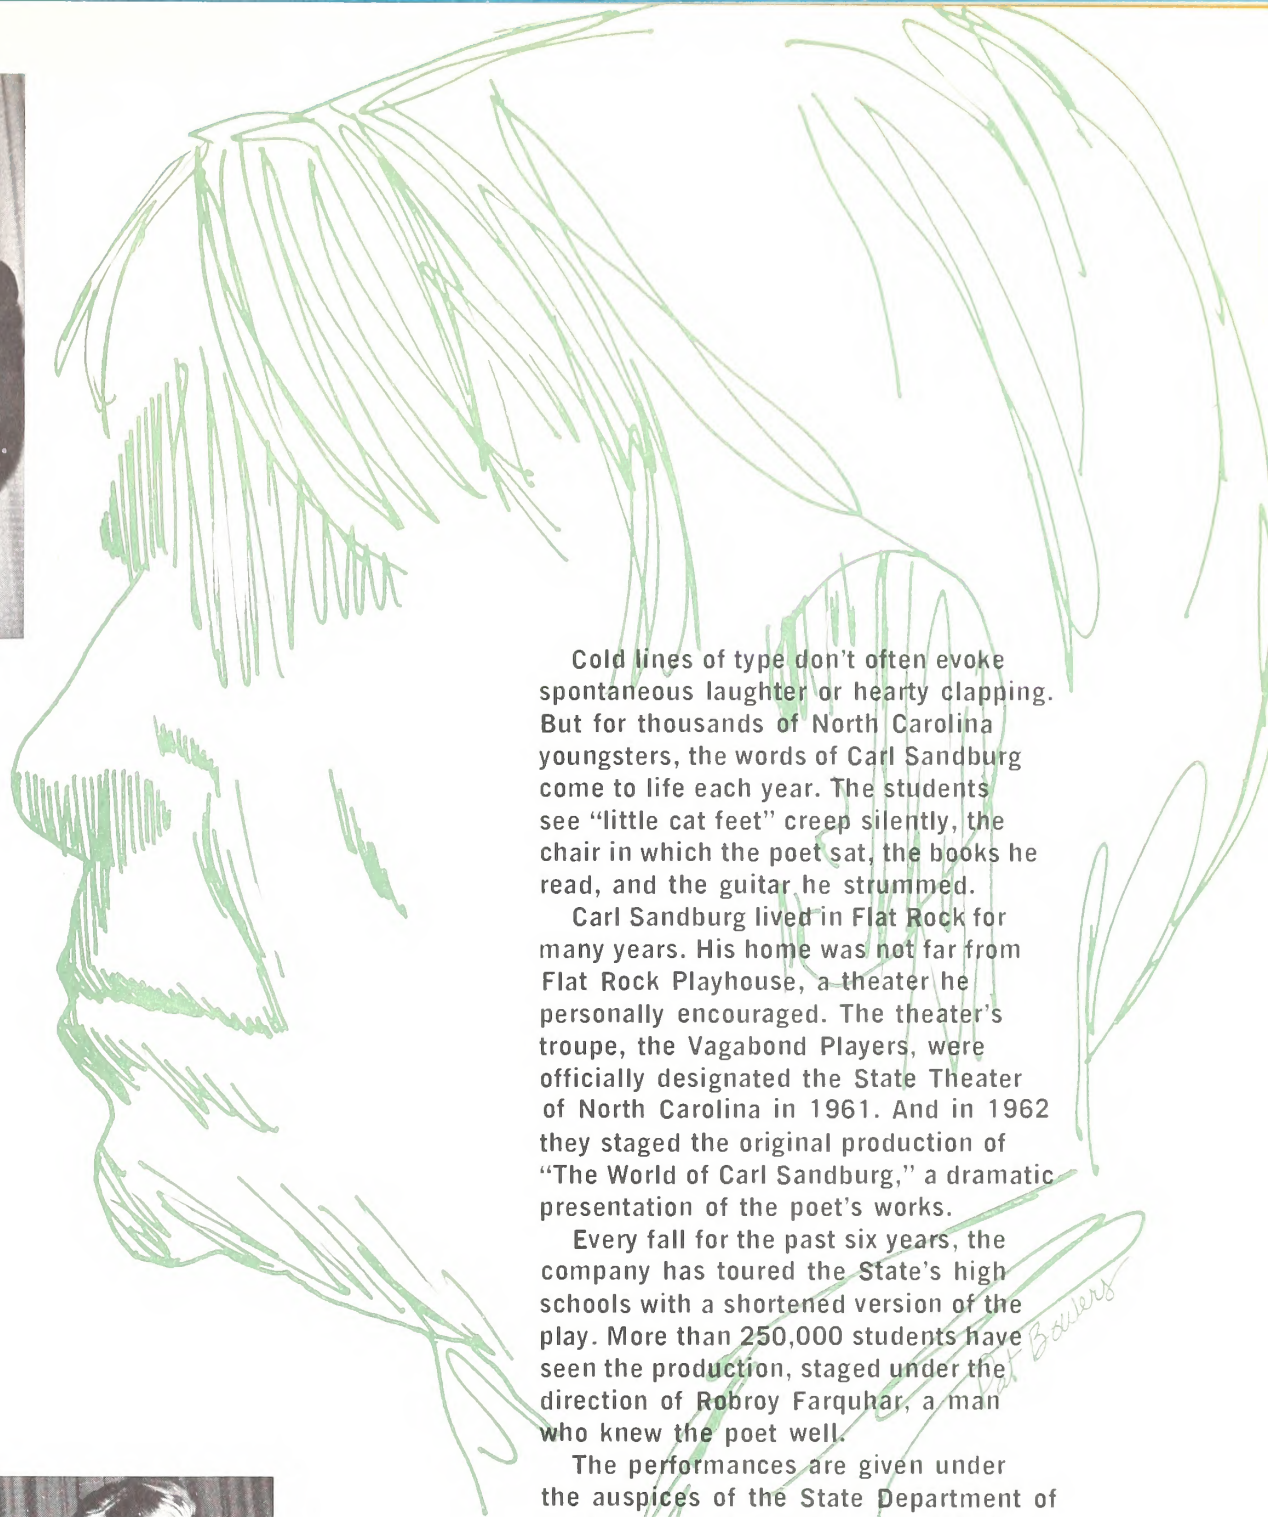 Cold lines of type don't often evoke
spontaneous laughter or hearty clapping.
But for thousands of North Carolina
youngsters, the words of Carl Sandburg
come to life each year. The students
see “little cat feet” creep silently, the
chair in which the poet sat, the books he
read, and the guitar he strummed.
Carl Sandburg lived in Flat Rock for
many years. His home was not far from
Flat Rock Playhouse, a theater he
personally encouraged. The theater's
troupe, the Vagabond Players, were
officially designated the State Theater
of North Carolina in 1961. And in 1962
they staged the original production of
“The World of Carl Sandburg,” a dramatic
presentation of the poet's works.
Every fall for the past six years, the
company has toured the State's high
schools with a shortened version of the
play. More than 250,000 students have
seen the production, staged under the
direction of Robroy Farquhar, a man
who knew the poet well.
The performances are given under
the auspices of the State Department of
Pat Bowers